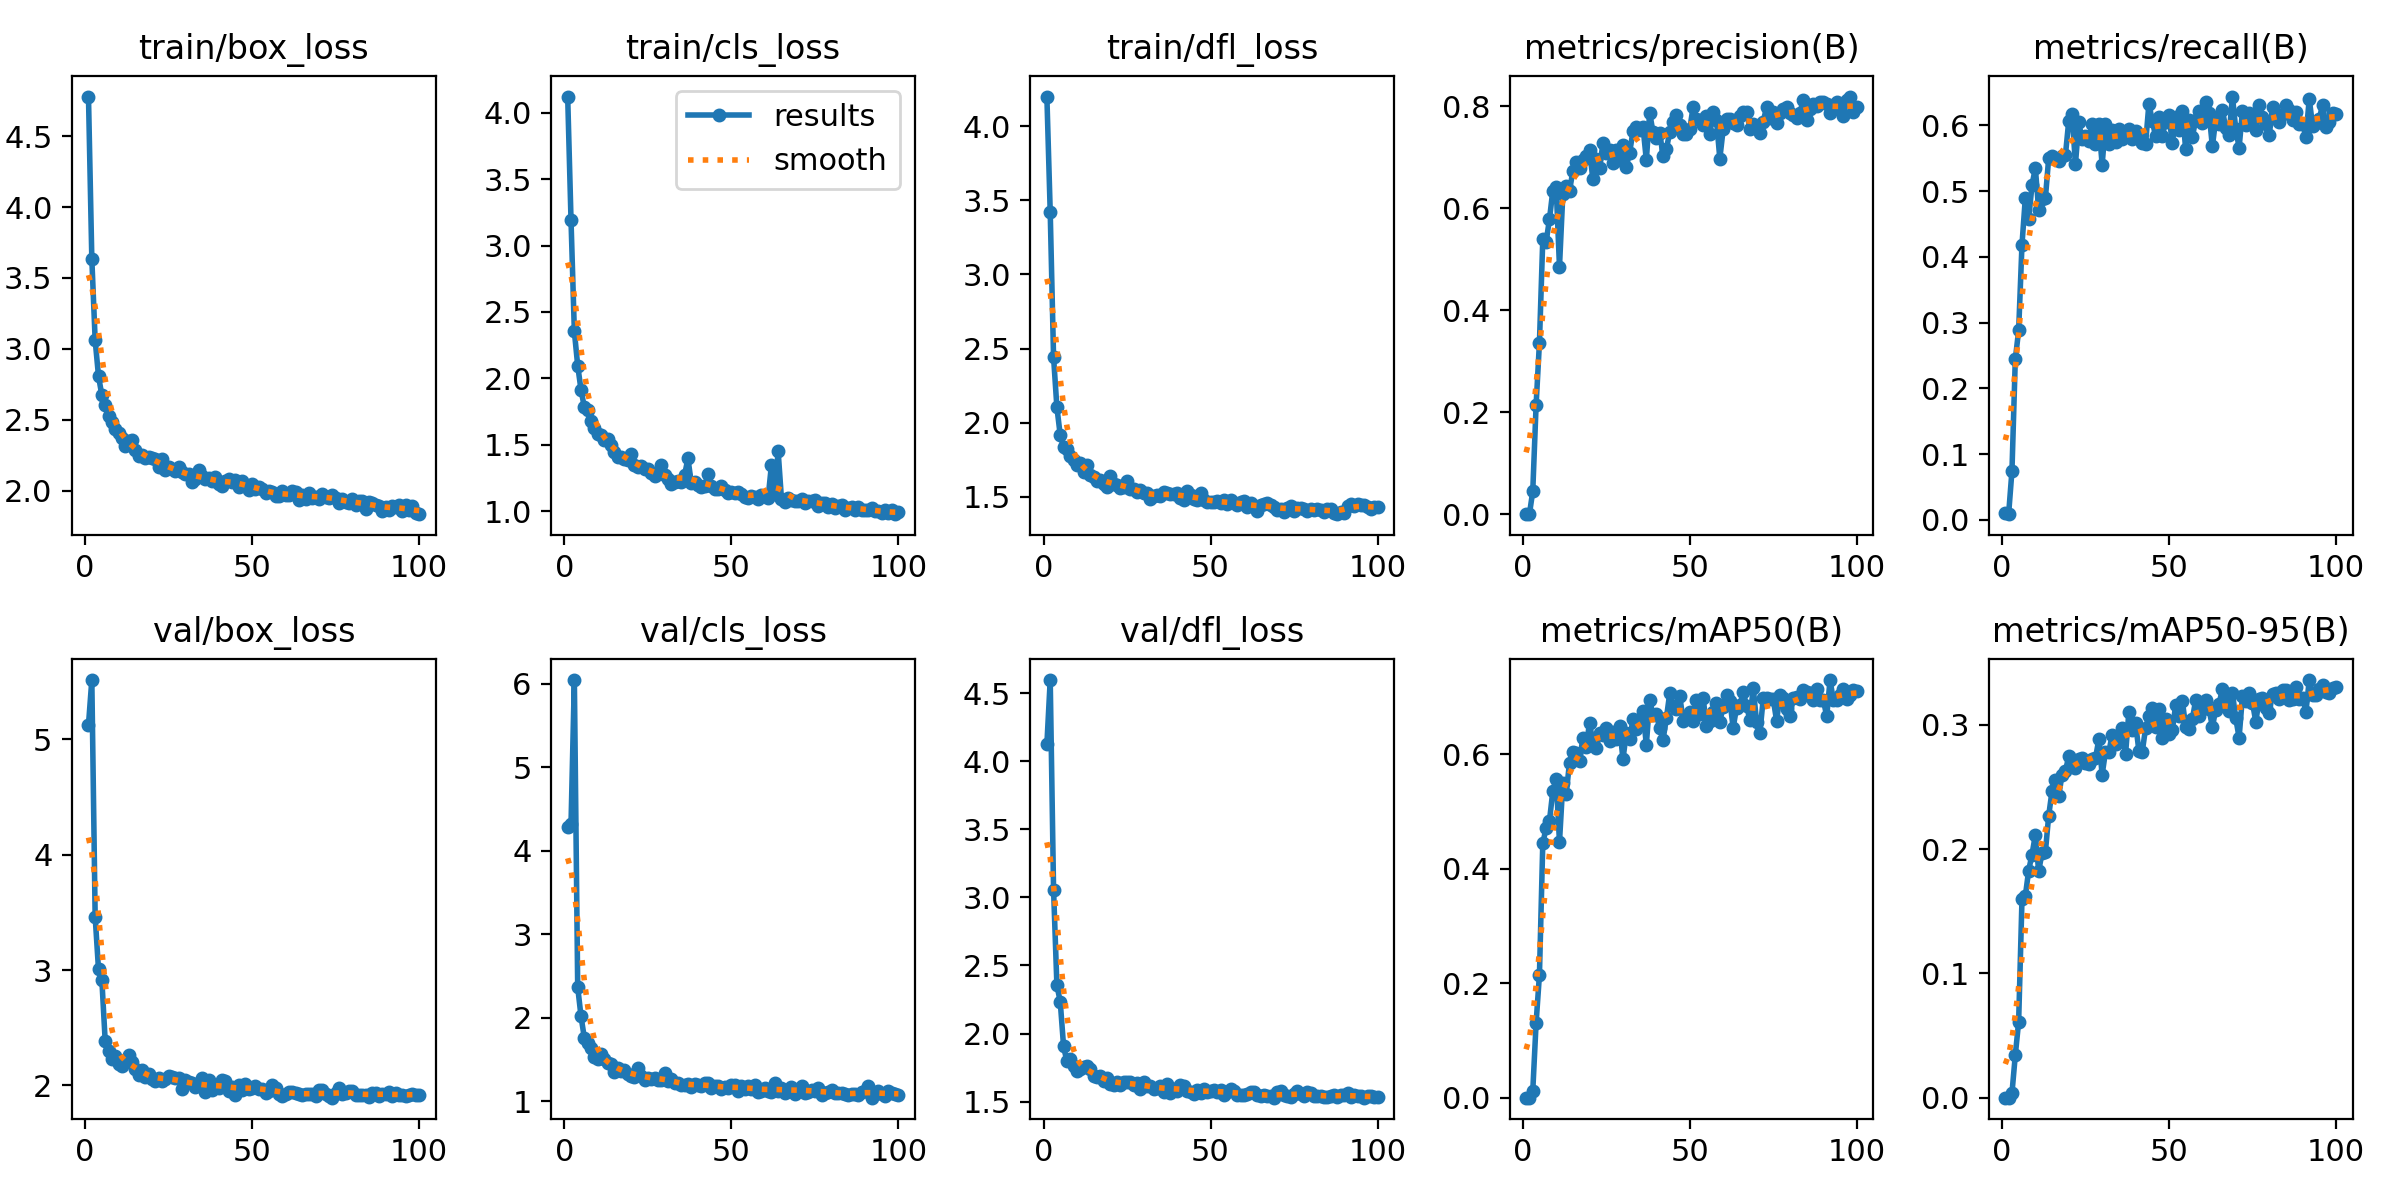 train/box_loss
4.5
4.0
3.5
3.0
2.5
2.0
0 50 100
train/cls_loss
results
smooth
4.0
3.5
3.0
2.5
2.0
1.5
1.0
0 50 100
train/dfl_loss
4.0
3.5
3.0
2.5
2.0
1.5
0 50 100
metrics/precision(B)
0.8
0.6
0.4
0.2
0.0
0 50 100
metrics/recall(B)
0.6
0.5
0.4
0.3
0.2
0.1
0.0
0 50 100
val/box_loss
5
4
3
2
0 50 100
val/cls_loss
6
5
4
3
2
1
0 50 100
val/dfl_loss
4.5
4.0
3.5
3.0
2.5
2.0
1.5
0 50 100
metrics/mAP50(B)
0.6
0.4
0.2
0.0
0 50 100
metrics/mAP50-95(B)
0.3
0.2
0.1
0.0
0 50 100